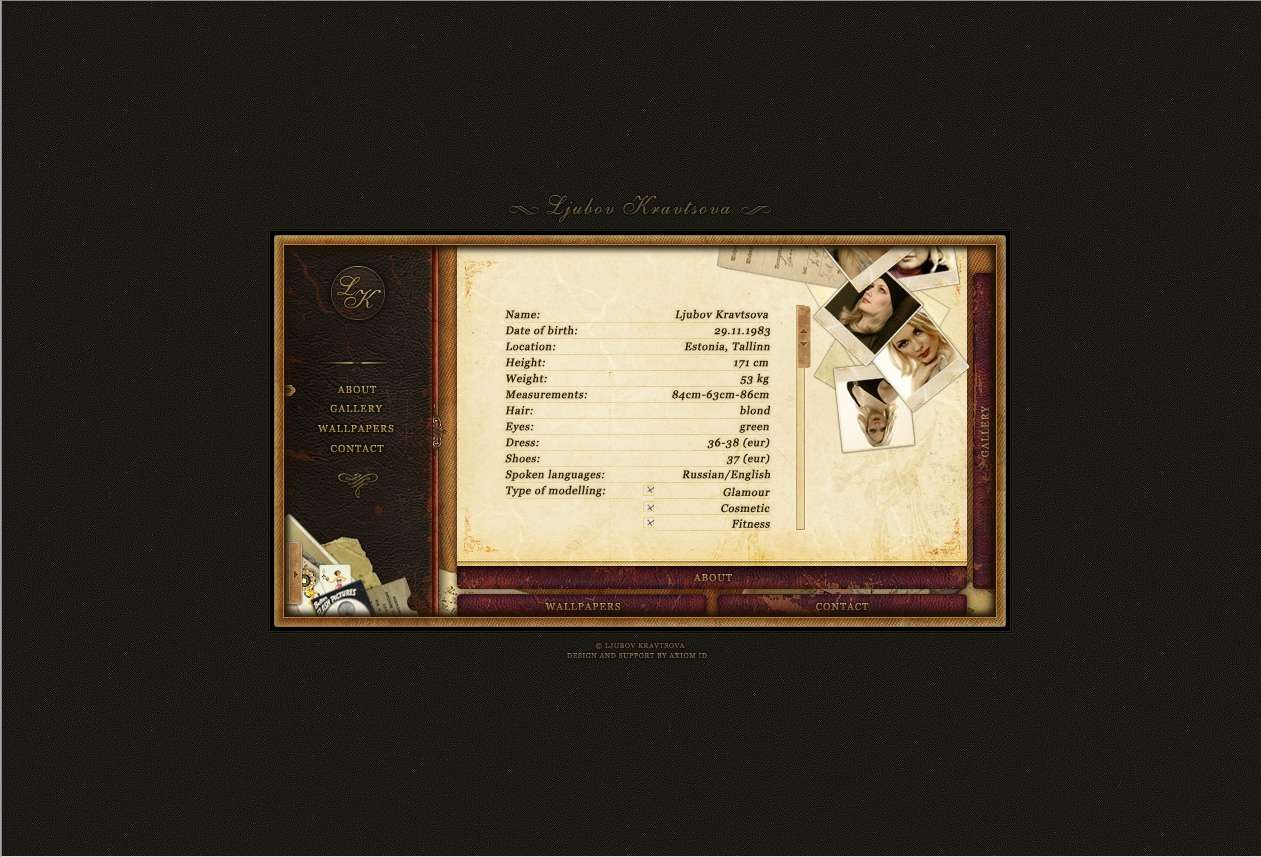 Ljubov Kravtsova
LK
ABOUT
GALLERY
WALLPAPERS
CONTACT
Name: Ljubov Kravtsova
Date of birth: 29.11.1983
Location: Estonia, Tallinn
Height: 171 cm
Weight: 53 kg
Measurements: 84cm-63cm-86cm
Hair: blond
Eyes: green
Dress: 36-38 (eur)
Shoes: 37 (eur)
Spoken languages: Russian/English
Type of modelling: Glamour
Cosmetic
Fitness
GALLERY
PICTURES
ABOUT
WALLPAPERS
CONTACT
© LJUBOV KRAVTSOVA
DESIGN AND SUPPORT BY AXIOM ID